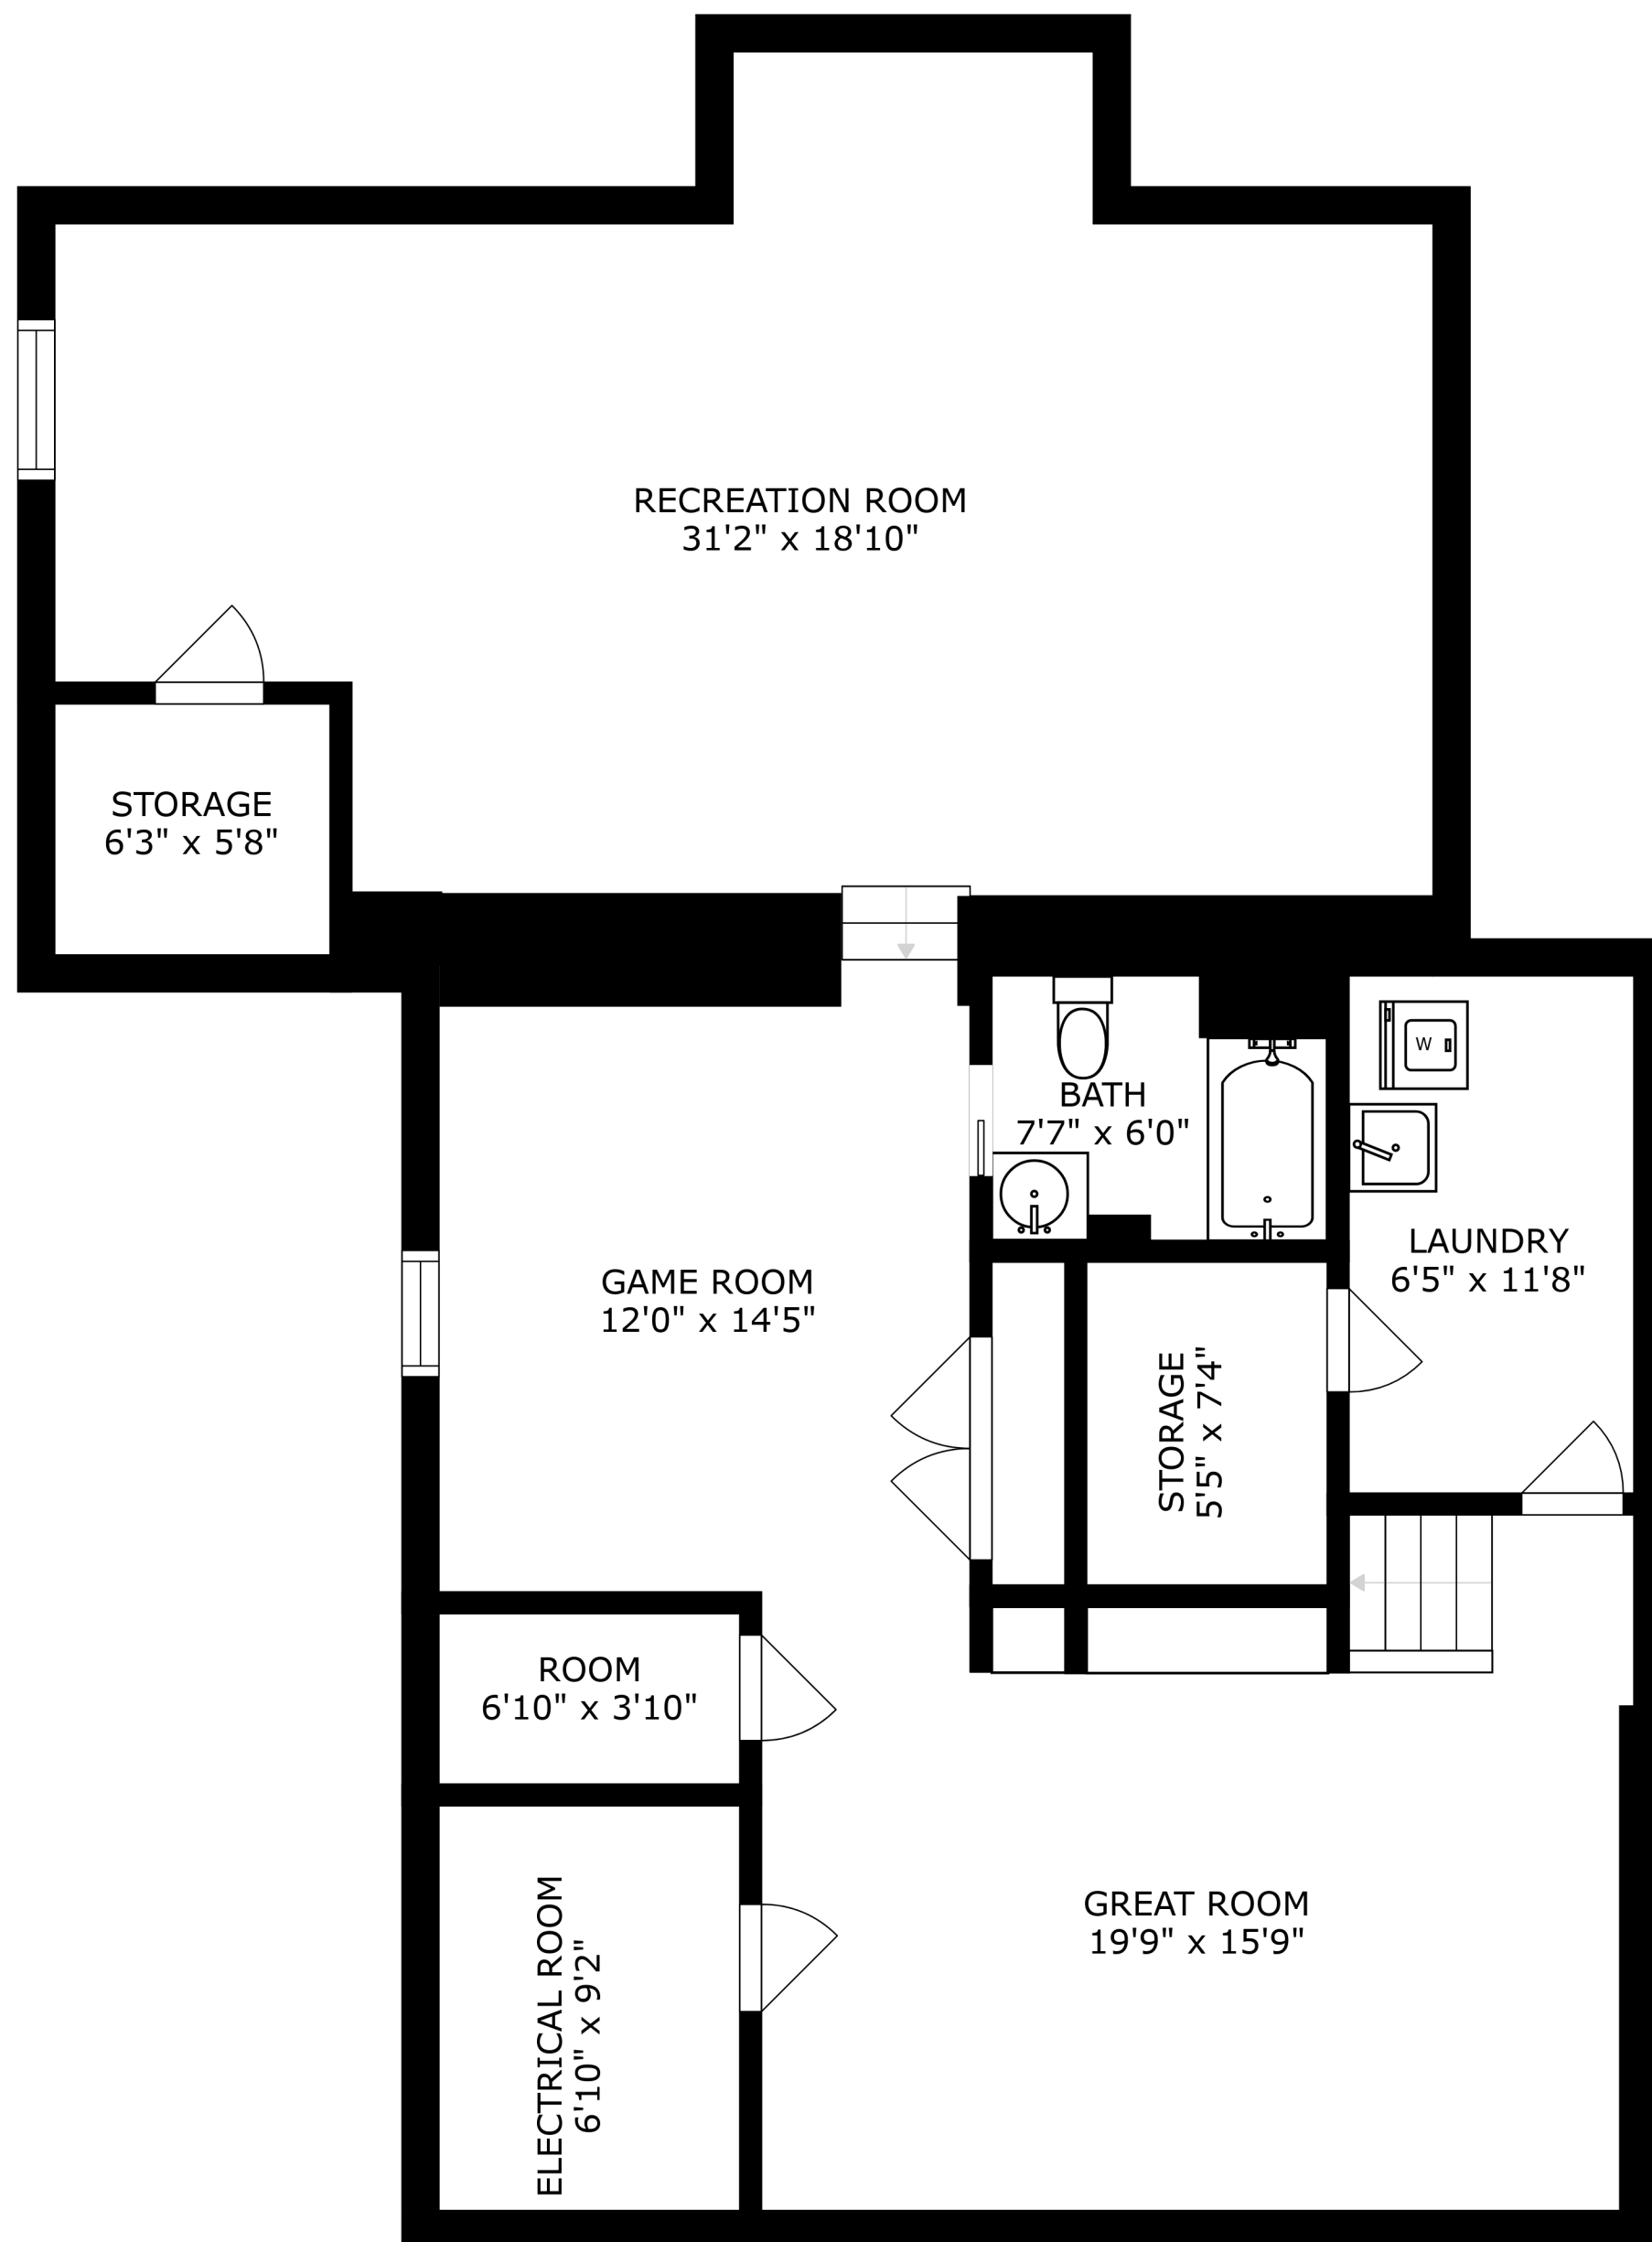 RECREATION ROOM
31'2" x 18'10"
STORAGE
6'3" x 5'8"
W
BATH
7'7" x 6'0"
LAUNDRY
6'5" x 11'8"
GAME ROOM
12'0" x 14'5"
STORAGE
5'5" x 7'4"
ROOM
6'10" x 3'10"
GREAT ROOM
19'9" x 15'9"
ELECTRICAL ROOM
6'10" x 9'2"